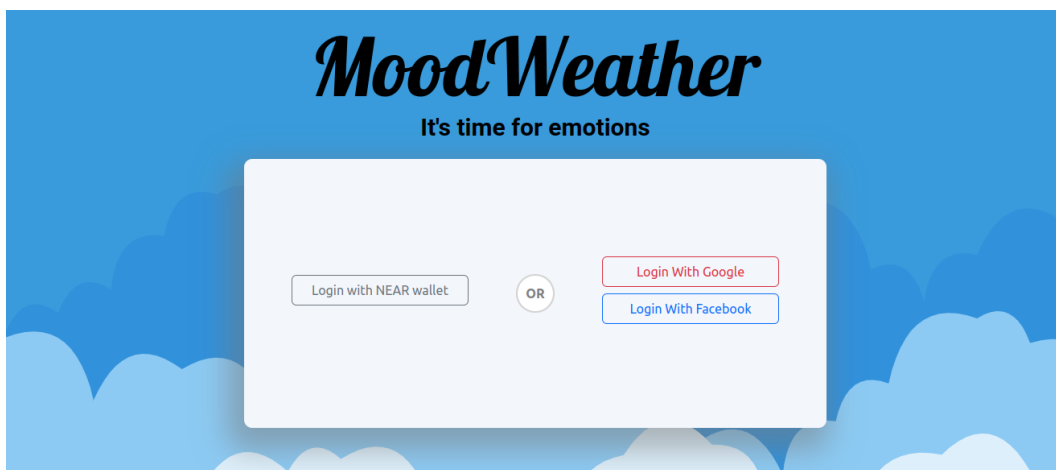 MoodWeather
It's time for emotions
Login with NEAR wallet
OR
Login With Google
Login With Facebook